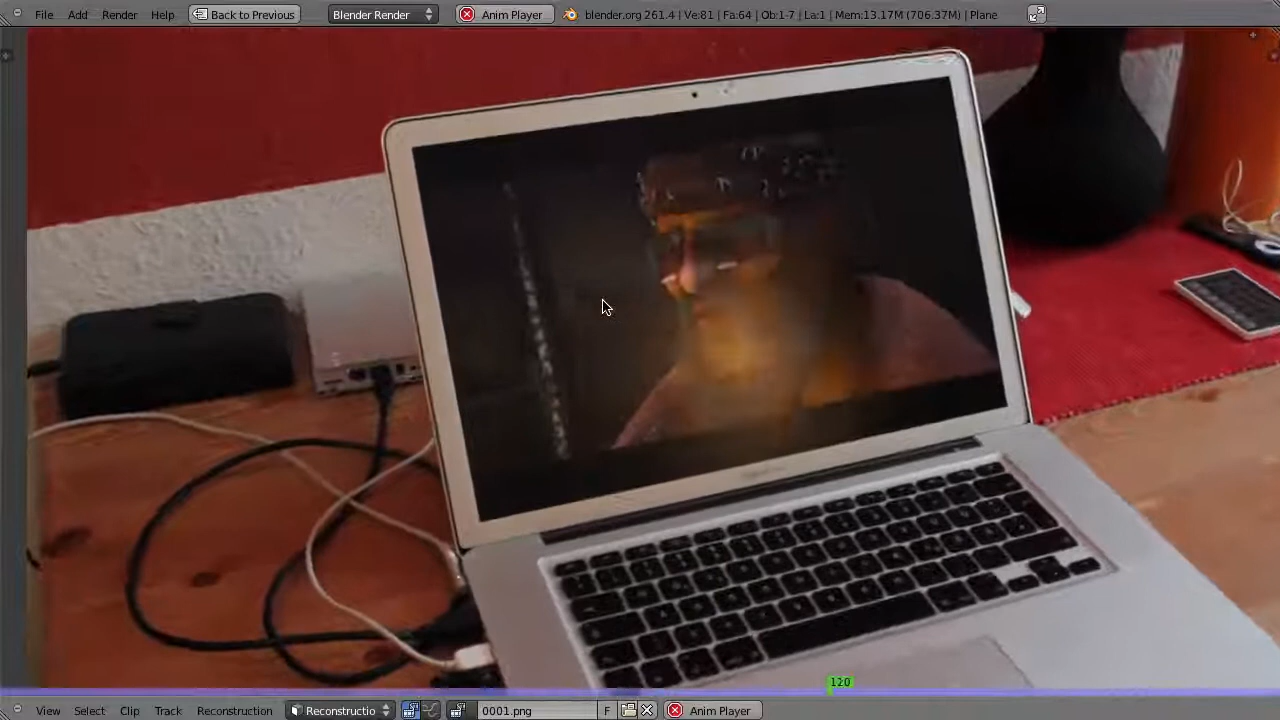 File Add Render Help Back to Previous Blender Render Anim Player blender.org 261.4 | Ve:81 | Fa:64 | Ob:1-7 | La:1 | Mem:13.17M (706.37M) | Plane
120
View Select Clip Track Reconstruction Reconstructio 0001.png F Anim Player